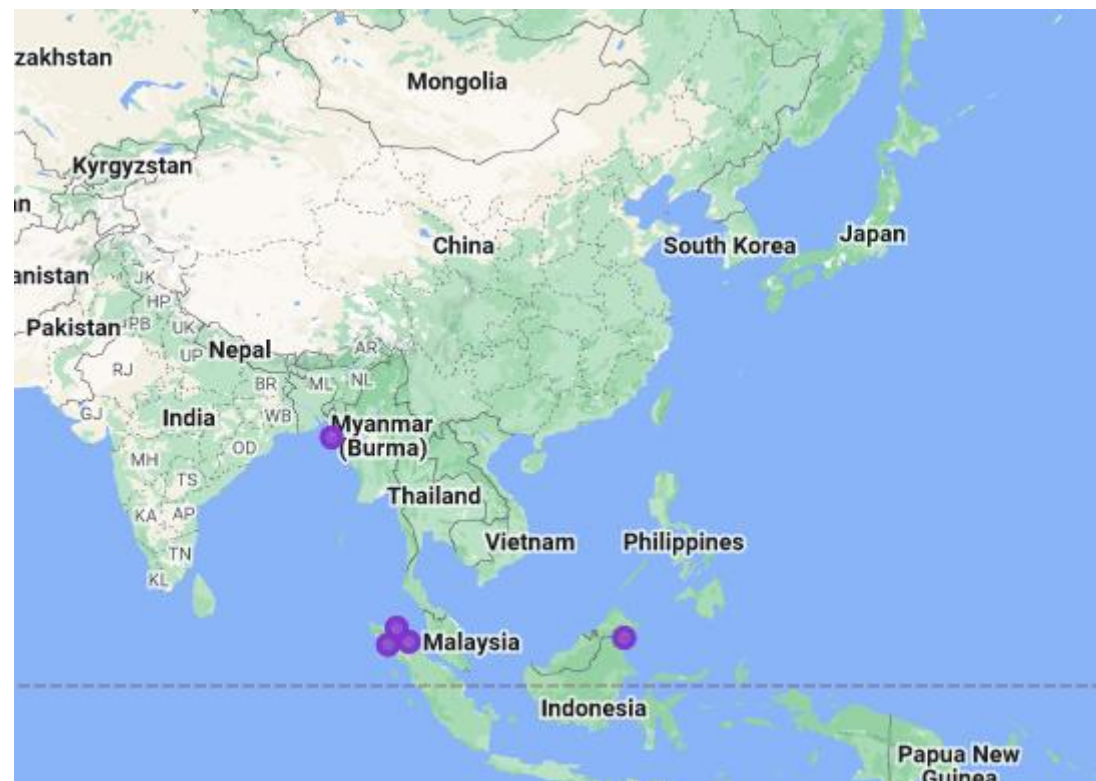 zakhstan
Mongolia
Kyrgyzstan
an
China
South Korea
Japan
anistan
JK
HP
Pakistan
PB
UK
Nepal
AR
UP
RJ
BR
ML
NL
GJ
India
WB
Myanmar
(Burma)
OD
MH
TS
Thailand
KA
AP
Vietnam
Philippines
TN
KL
Malaysia
Indonesia
Papua New
Guinea